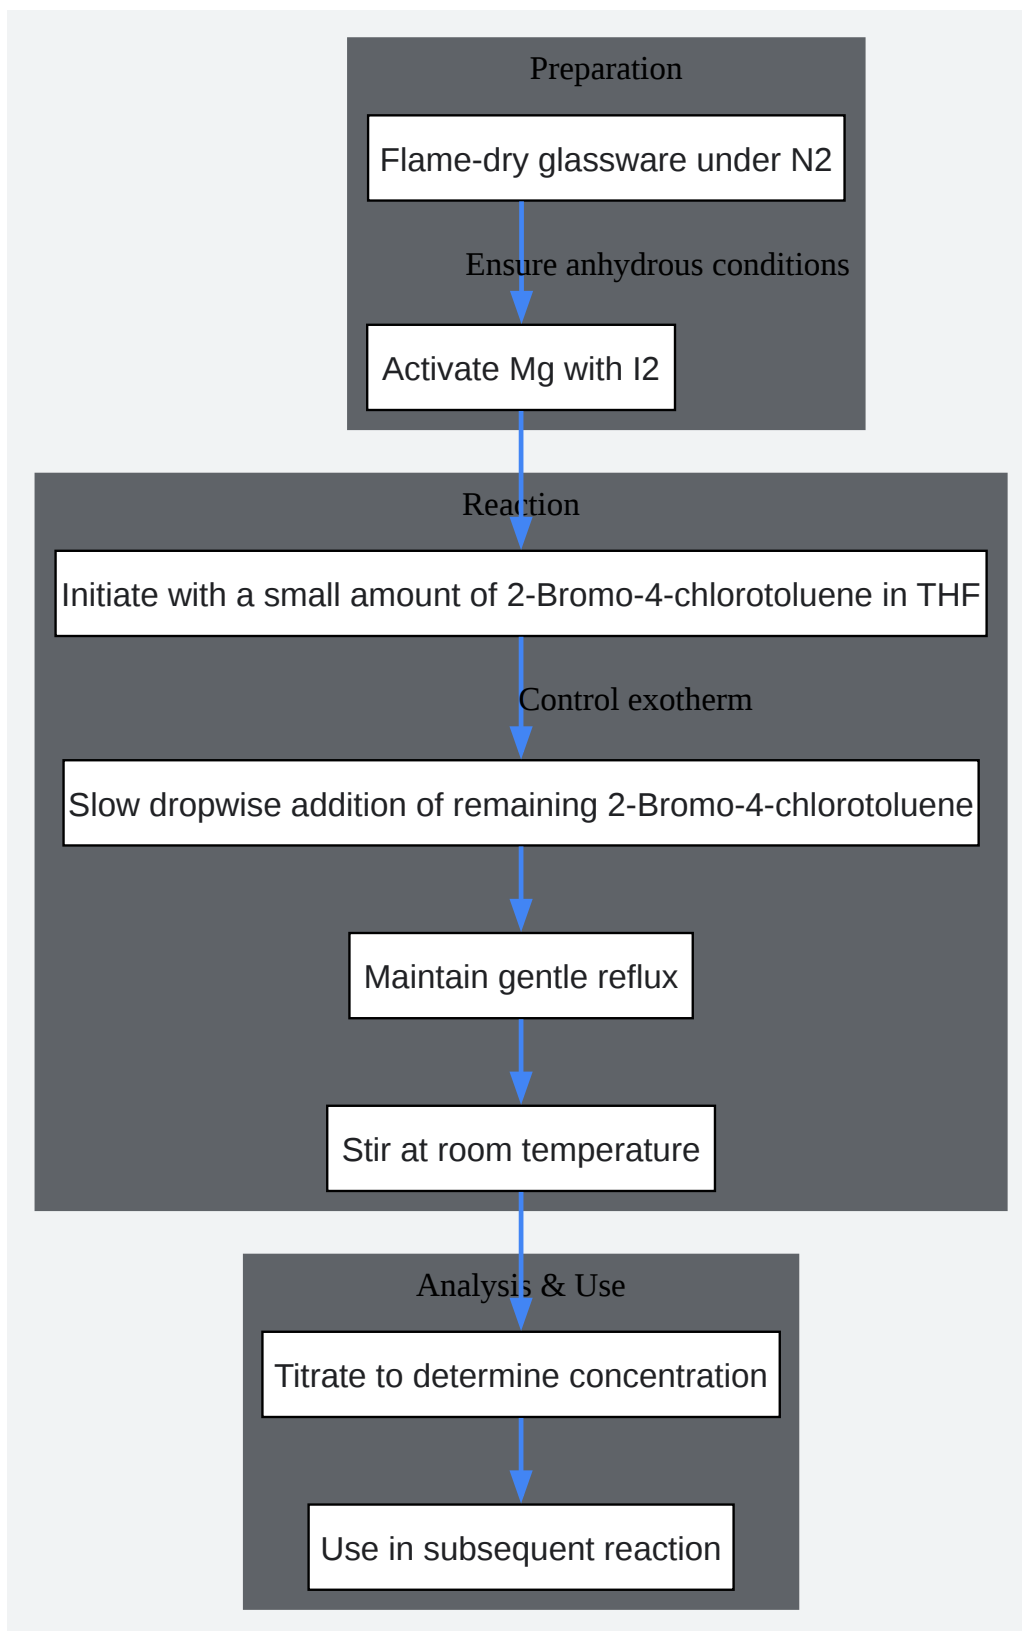 Preparation
Flame-dry glassware under N2
Ensure anhydrous conditions
Activate Mg with I2
Reaction
Initiate with a small amount of 2-Bromo-4-chlorotoluene in THF
Control exotherm
Slow dropwise addition of remaining 2-Bromo-4-chlorotoluene
Maintain gentle reflux
Stir at room temperature
Analysis & Use
Titrate to determine concentration
Use in subsequent reaction